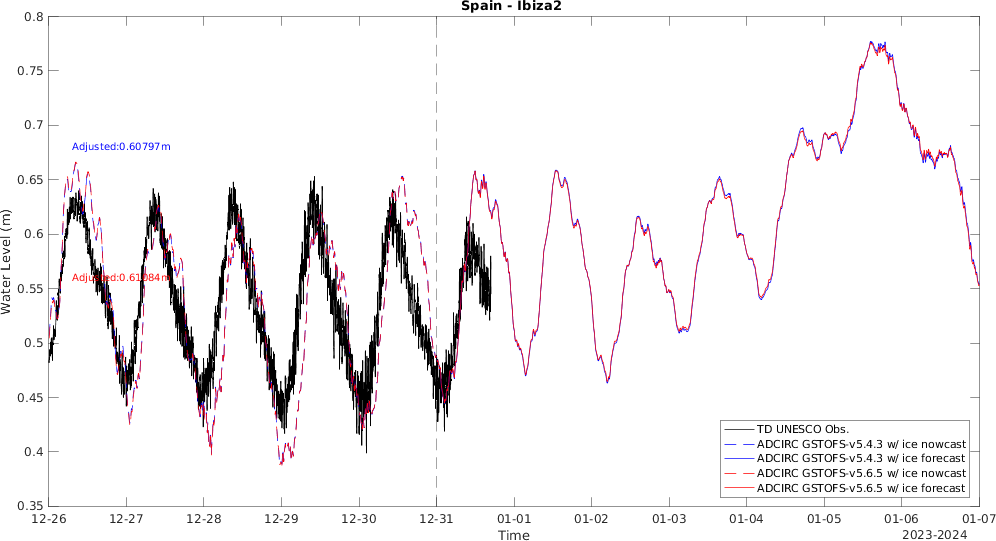 Spain - Ibiza2
0.8
0.75
0.7
0.65
0.6
0.55
0.5
0.45
0.4
0.35
Water Level (m)
Adjusted:0.60797m
Adjusted:0.61084m
TD UNESCO Obs.
ADCIRC GSTOFS-v5.4.3 w/ ice nowcast
ADCIRC GSTOFS-v5.4.3 w/ ice forecast
ADCIRC GSTOFS-v5.6.5 w/ ice nowcast
ADCIRC GSTOFS-v5.6.5 w/ ice forecast
12-26 12-27 12-28 12-29 12-30 12-31 01-01 01-02 01-03 01-04 01-05 01-06 01-07
Time
2023-2024